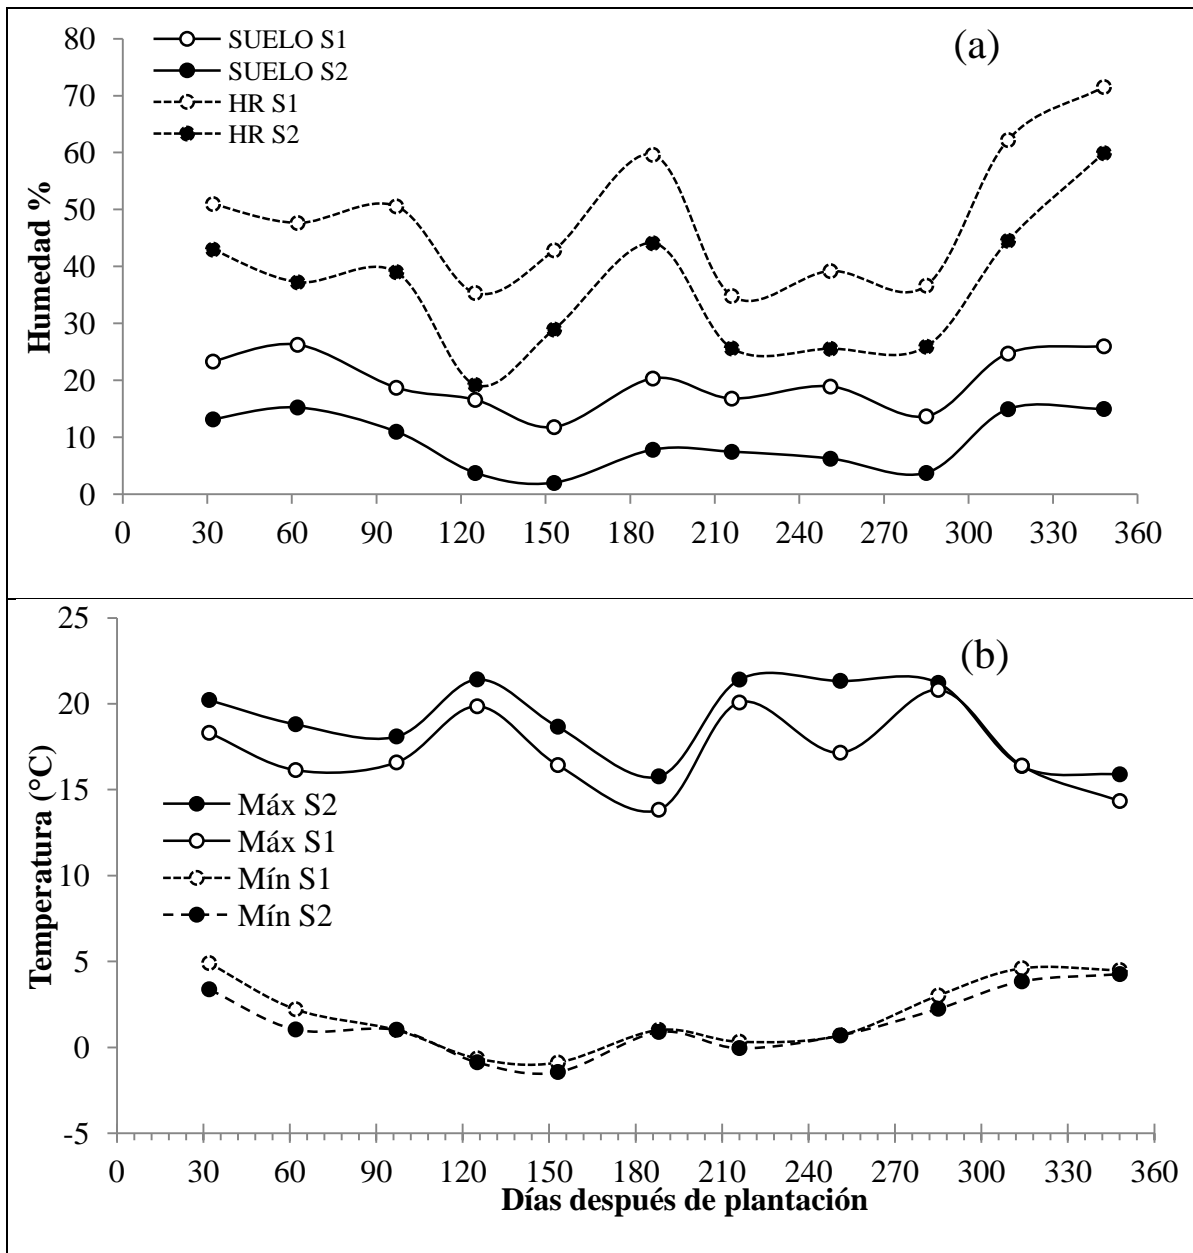 (a)
SUELO S1
SUELO S2
HR S1
HR S2
Humedad %
80
70
60
50
40
30
20
10
0
0 30 60 90 120 150 180 210 240 270 300 330 360
(b)
Temperatura (°C)
25
20
15
10
5
0
-5
Máx S2
Máx S1
Mín S1
Mín S2
0 30 60 90 120 150 180 210 240 270 300 330 360
Días después de plantación